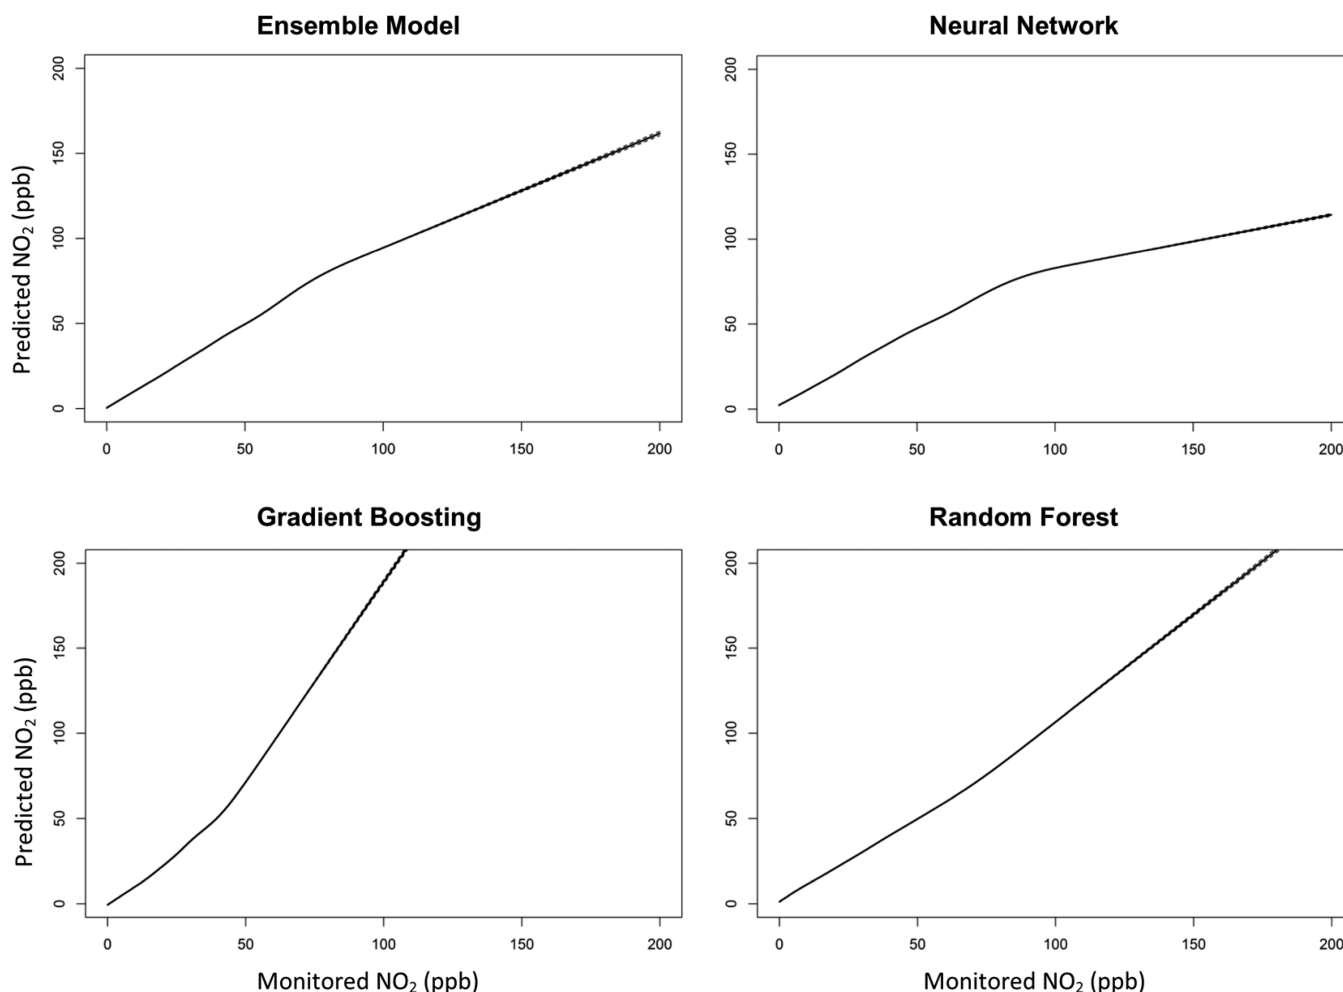 Ensemble Model
Neural Network
Predicted NO₂ (ppb)
200
150
100
50
0
0 50 100 150 200
200
150
100
50
0
0 50 100 150 200
Gradient Boosting
Random Forest
Predicted NO₂ (ppb)
200
150
100
50
0
0 50 100 150 200
Monitored NO₂ (ppb)
200
150
100
50
0
0 50 100 150 200
Monitored NO₂ (ppb)